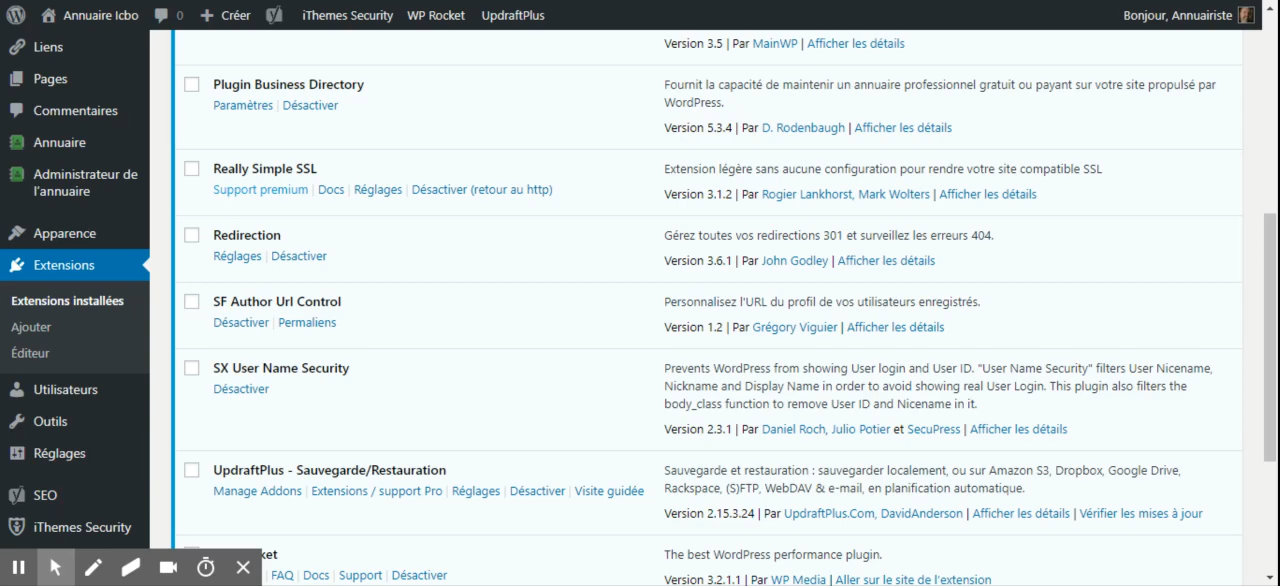 Annuaire Icbo 0 Créer iThemes Security WP Rocket UpdraftPlus Bonjour, Annuairiste
Liens
Pages
Commentaires
Annuaire
Administrateur de
l'annuaire
Apparence
Extensions
Extensions installées
Ajouter
Éditeur
Utilisateurs
Outils
Réglages
SEO
iThemes Security
Version 3.5 | Par MainWP | Afficher les détails
Plugin Business Directory
Paramètres | Désactiver
Fournit la capacité de maintenir un annuaire professionnel gratuit ou payant sur votre site propulsé par
WordPress.
Version 5.3.4 | Par D. Rodenbaugh | Afficher les détails
Really Simple SSL
Support premium | Docs | Réglages | Désactiver (retour au http)
Extension légère sans aucune configuration pour rendre votre site compatible SSL
Version 3.1.2 | Par Rogier Lankhorst, Mark Wolters | Afficher les détails
Redirection
Réglages | Désactiver
Gérez toutes vos redirections 301 et surveillez les erreurs 404.
Version 3.6.1 | Par John Godley | Afficher les détails
SF Author Url Control
Désactiver | Permaliens
Personnalisez l'URL du profil de vos utilisateurs enregistrés.
Version 1.2 | Par Grégory Viguier | Afficher les détails
SX User Name Security
Désactiver
Prevents WordPress from showing User login and User ID. "User Name Security" filters User Nicename,
Nickname and Display Name in order to avoid showing real User Login. This plugin also filters the
body_class function to remove User ID and Nicename in it.
Version 2.3.1 | Par Daniel Roch, Julio Potier et SecuPress | Afficher les détails
UpdraftPlus - Sauvegarde/Restauration
Manage Addons | Extensions / support Pro | Réglages | Désactiver | Visite guidée
Sauvegarde et restauration : sauvegarder localement, ou sur Amazon S3, Dropbox, Google Drive,
Rackspace, (S)FTP, WebDAV & e-mail, en planification automatique.
Version 2.15.3.24 | Par UpdraftPlus.Com, DavidAnderson | Afficher les détails | Vérifier les mises à jour
ket
| FAQ | Docs | Support | Désactiver
The best WordPress performance plugin.
Version 3.2.1.1 | Par WP Media | Aller sur le site de l'extension